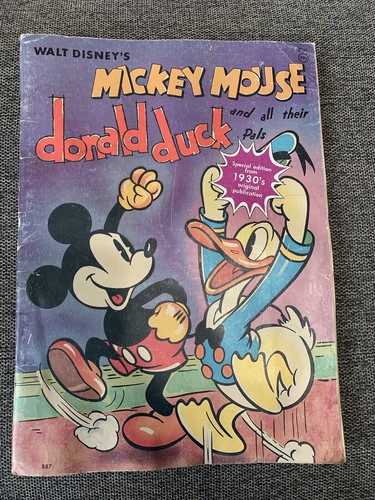 WALT DISNEY'S
MICKEY MOUSE
and all their
donald duck
Pals
Special edition
from
1930's
original
publication
887